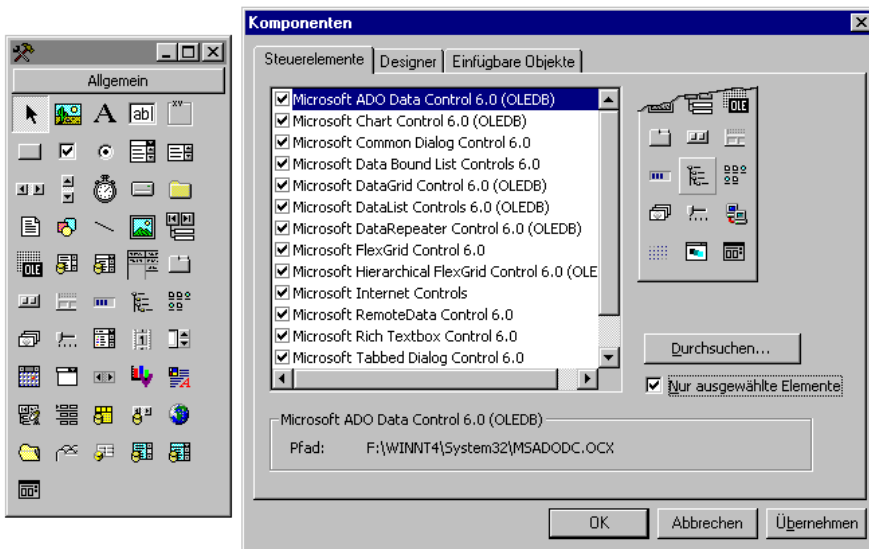 Allgemein
A
ab
XY
OLE
Komponenten
Steuerelemente
Designer
Einfügbare Objekte
Microsoft ADO Data Control 6.0 (OLEDB)
Microsoft Chart Control 6.0 (OLEDB)
Microsoft Common Dialog Control 6.0
Microsoft Data Bound List Controls 6.0
Microsoft DataGrid Control 6.0 (OLEDB)
Microsoft DataList Controls 6.0 (OLEDB)
Microsoft DataRepeater Control 6.0 (OLEDB)
Microsoft FlexGrid Control 6.0
Microsoft Hierarchical FlexGrid Control 6.0 (OLE
Microsoft Internet Controls
Microsoft RemoteData Control 6.0
Microsoft Rich Textbox Control 6.0
Microsoft Tabbed Dialog Control 6.0
OLE
Durchsuchen...
Nur ausgewählte Elemente
Microsoft ADO Data Control 6.0 (OLEDB)
Pfad: F:\WINNT4\System32\MSADODC.OCX
OK
Abbrechen
Übernehmen